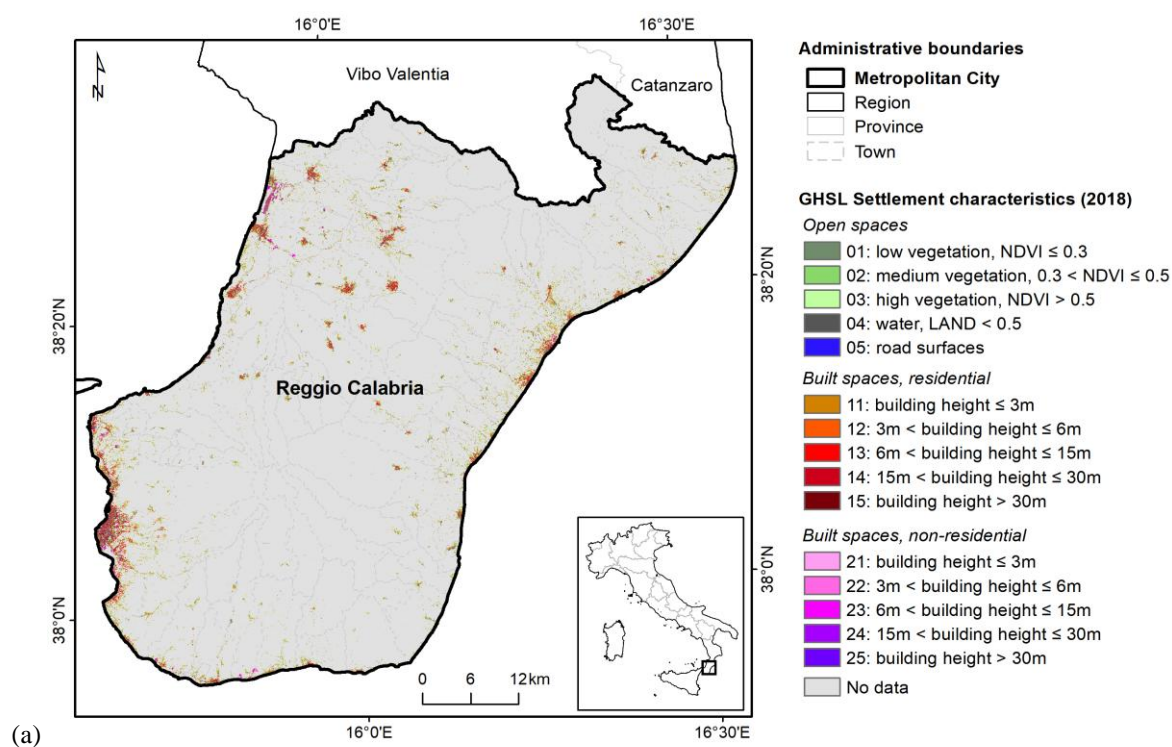 16°0'E
16°30'E
N
Vibo Valentia
Catanzaro
38°20'N
38°20'N
Reggio Calabria
38°0'N
38°0'N
0 6 12 km
16°0'E
16°30'E
(a)
Administrative boundaries
Metropolitan City
Region
Province
Town
GHSL Settlement characteristics (2018)
Open spaces
01: low vegetation, NDVI ≤ 0.3
02: medium vegetation, 0.3 < NDVI ≤ 0.5
03: high vegetation, NDVI > 0.5
04: water, LAND < 0.5
05: road surfaces
Built spaces, residential
11: building height ≤ 3m
12: 3m < building height ≤ 6m
13: 6m < building height ≤ 15m
14: 15m < building height ≤ 30m
15: building height > 30m
Built spaces, non-residential
21: building height ≤ 3m
22: 3m < building height ≤ 6m
23: 6m < building height ≤ 15m
24: 15m < building height ≤ 30m
25: building height > 30m
No data